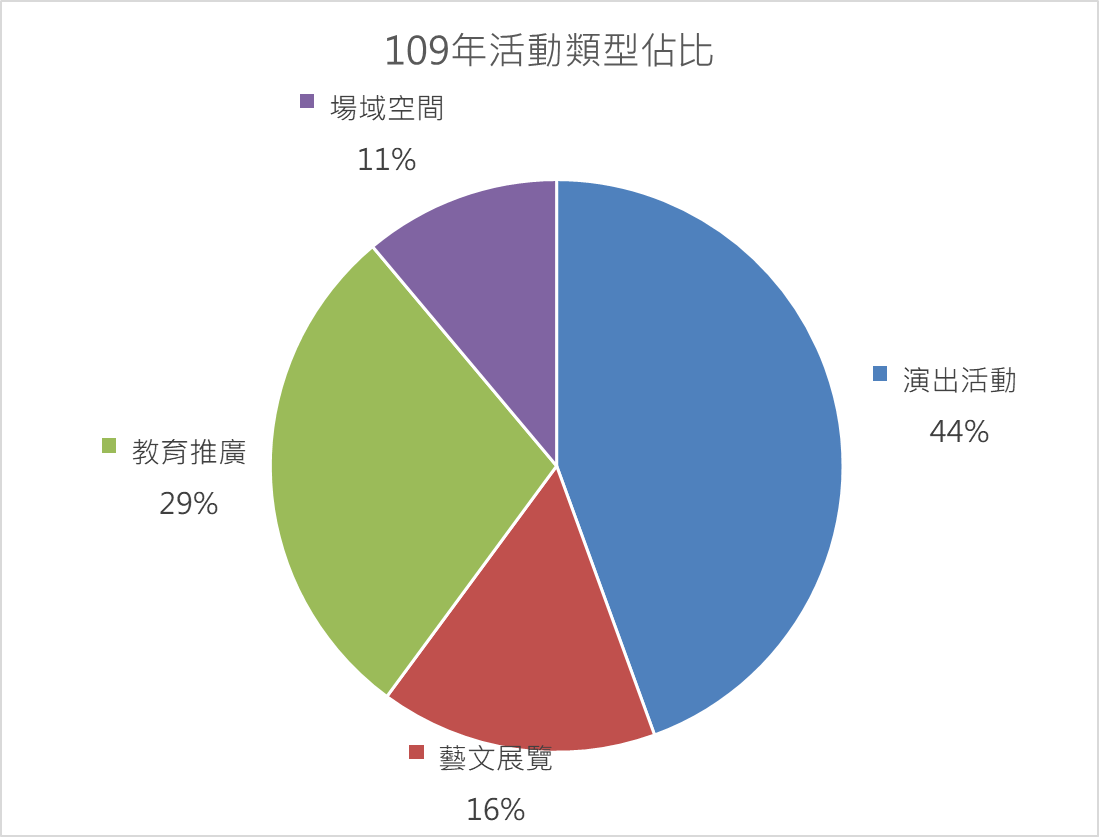 109年活動類型佔比
場域空間
11%
演出活動
44%
教育推廣
29%
藝文展覽
16%